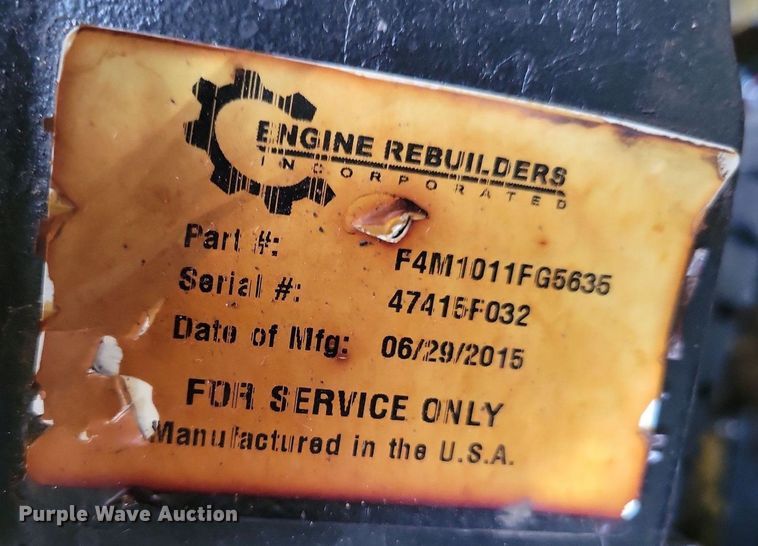 ENGINE REBUILDERS
INCORPORATED
Part #: F4M1011FG5635
Serial #: 47415F032
Date of Mfg: 06/29/2015
FOR SERVICE ONLY
Manufactured in the U.S.A.
Purple Wave Auction